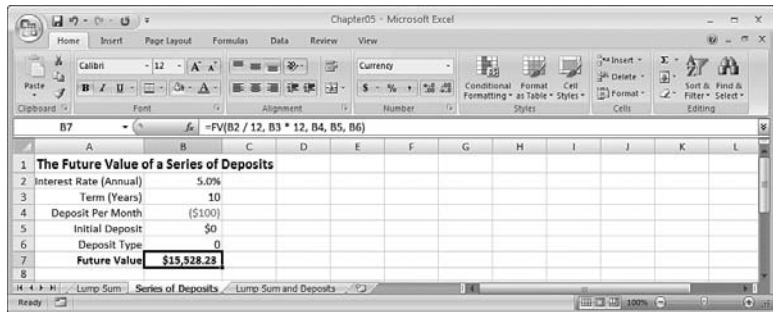 Chapter05 - Microsoft Excel
Home Insert Page Layout Formulas Data Review View
Calibri 12 A A Currency Insert Σ
Paste B I U A $ % , Conditional Formatting as Table Cell Styles Delete Sort & Filter Find & Select
Format
Clipboard Font Alignment Number Styles Cells Editing
B7 fx =FV(B2 / 12, B3 * 12, B4, B5, B6)
A B C D E F G H I J K L
1 The Future Value of a Series of Deposits
2 Interest Rate (Annual) 5.0%
3 Term (Years) 10
4 Deposit Per Month ($100)
5 Initial Deposit $0
6 Deposit Type 0
7 Future Value $15,528.23
8
Lump Sum Series of Deposits Lump Sum and Deposits
Ready 100%